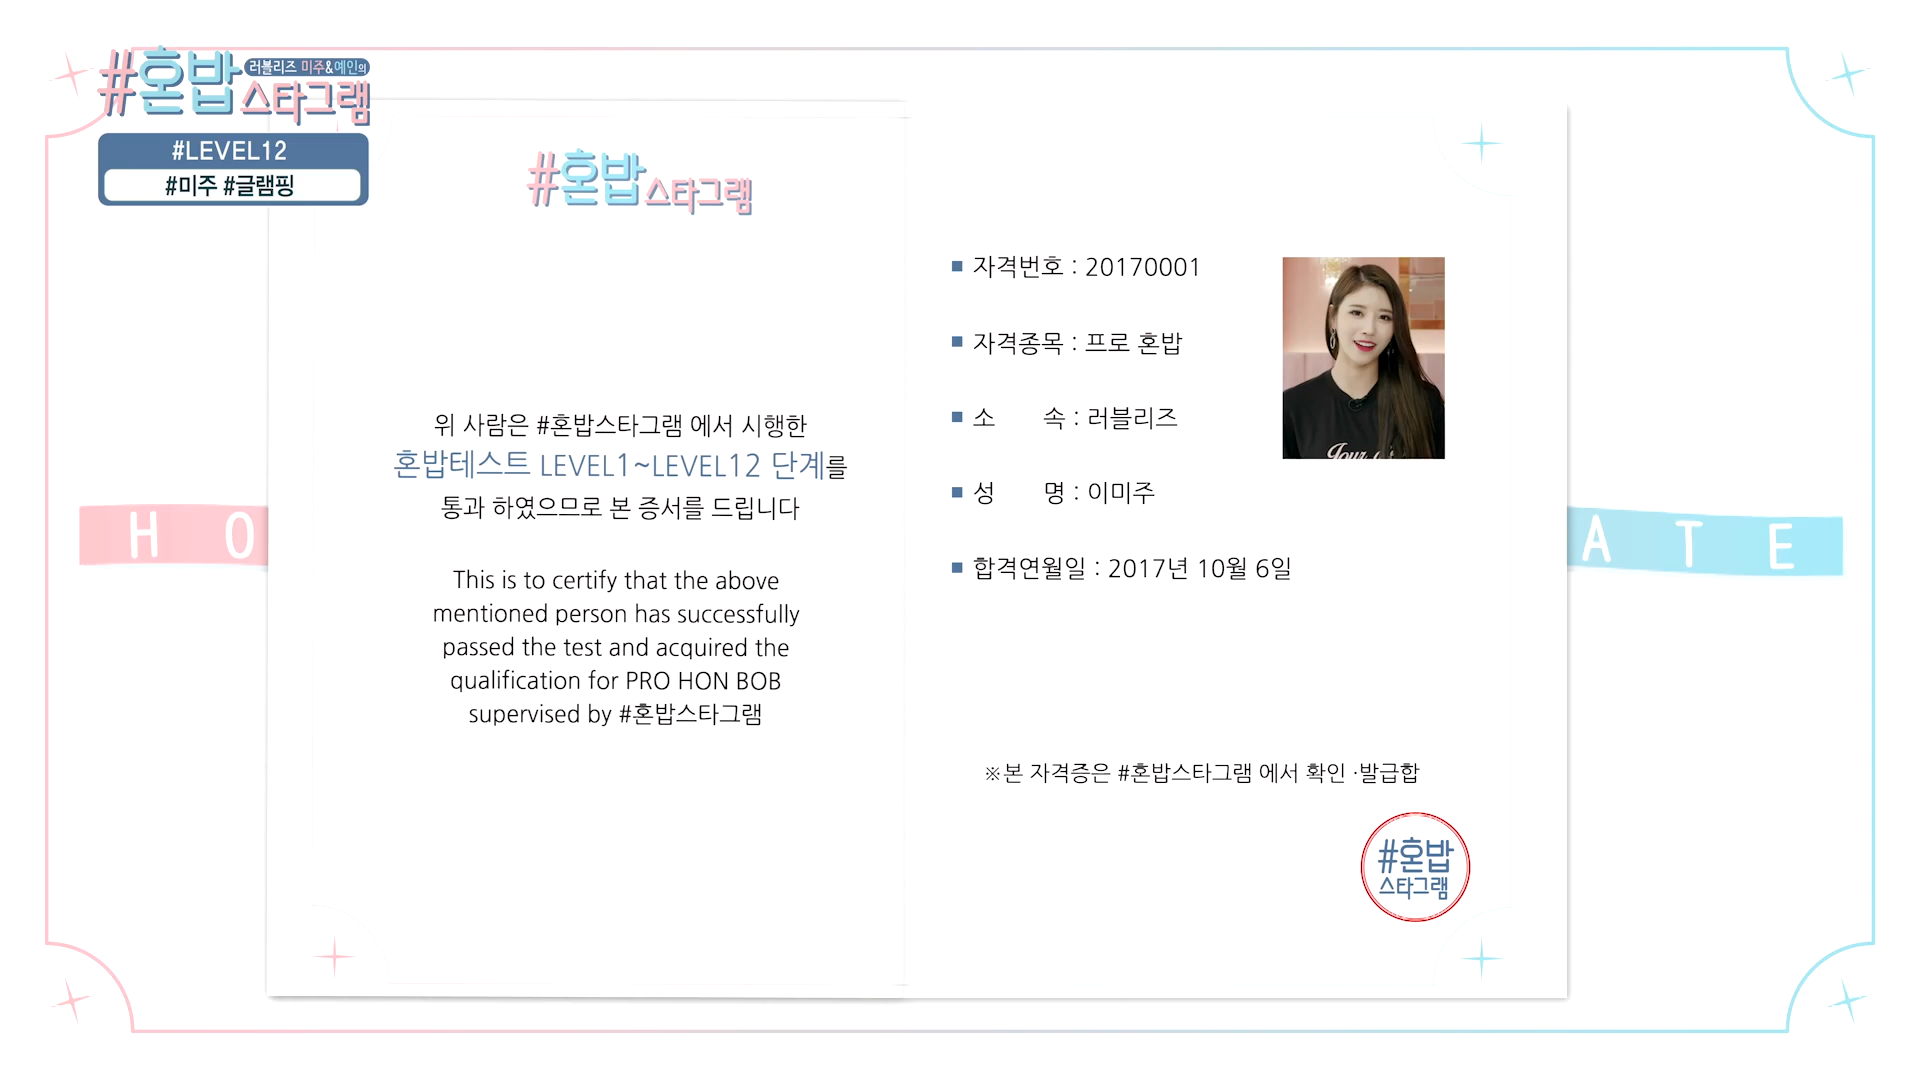 #혼밥 러블리즈 미주&예인의
스타그램
#LEVEL12
#미주 #글램핑
#혼밥스타그램
위 사람은 #혼밥스타그램 에서 시행한
혼밥테스트 LEVEL1~LEVEL12 단계를
통과 하였으므로 본 증서를 드립니다
This is to certify that the above
mentioned person has successfully
passed the test and acquired the
qualification for PRO HON BOB
supervised by #혼밥스타그램
■ 자격번호 : 20170001
■ 자격종목 : 프로 혼밥
■ 소 속 : 러블리즈
■ 성 명 : 이미주
■ 합격연월일 : 2017년 10월 6일
※본 자격증은 #혼밥스타그램 에서 확인 ·발급합
#혼밥
스타그램
H O
A T E